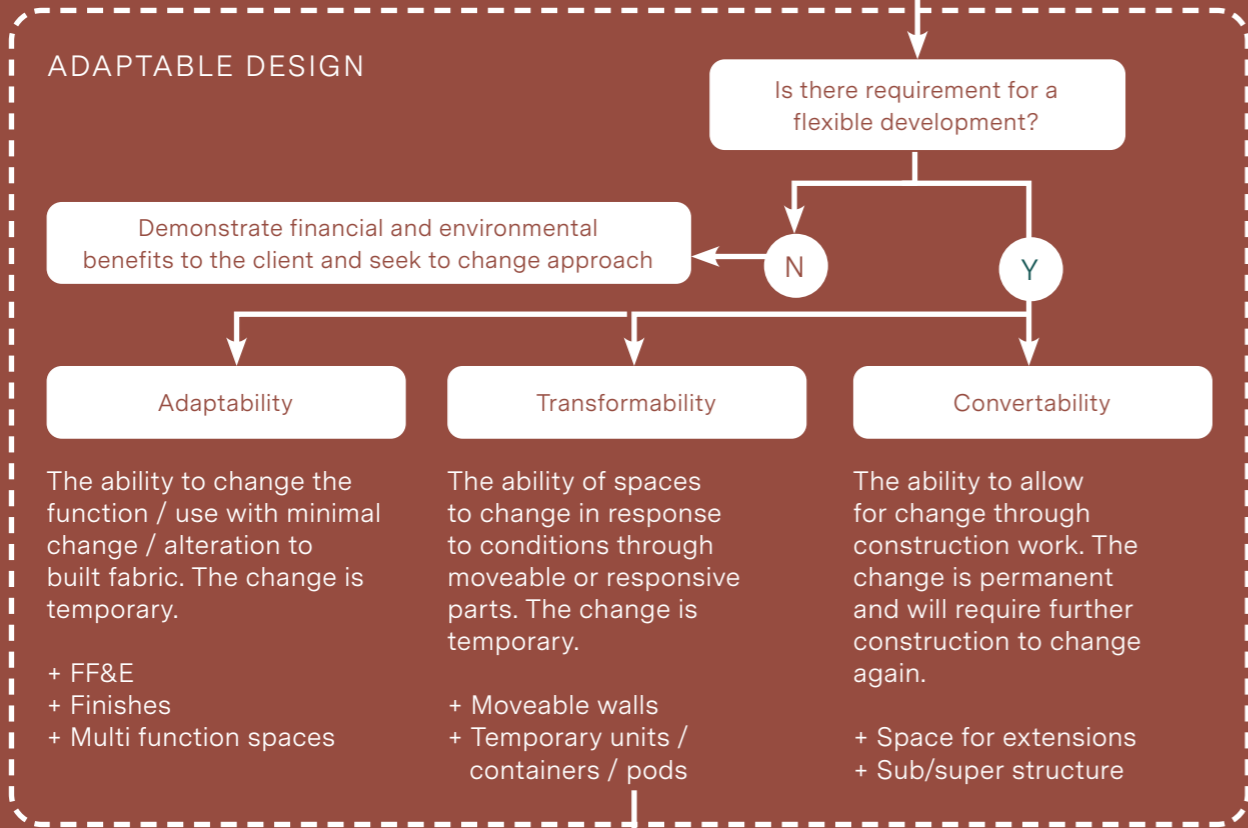 ADAPTABLE DESIGN
Is there requirement for a
flexible development?
Demonstrate financial and environmental
benefits to the client and seek to change approach
N
Y
Adaptability
The ability to change the
function / use with minimal
change / alteration to
built fabric. The change is
temporary.
+ FF&E
+ Finishes
+ Multi function spaces
Transformability
The ability of spaces
to change in response
to conditions through
moveable or responsive
parts. The change is
temporary.
+ Moveable walls
+ Temporary units /
containers / pods
Convertability
The ability to allow
for change through
construction work. The
change is permanent
and will require further
construction to change
again.
+ Space for extensions
+ Sub/super structure